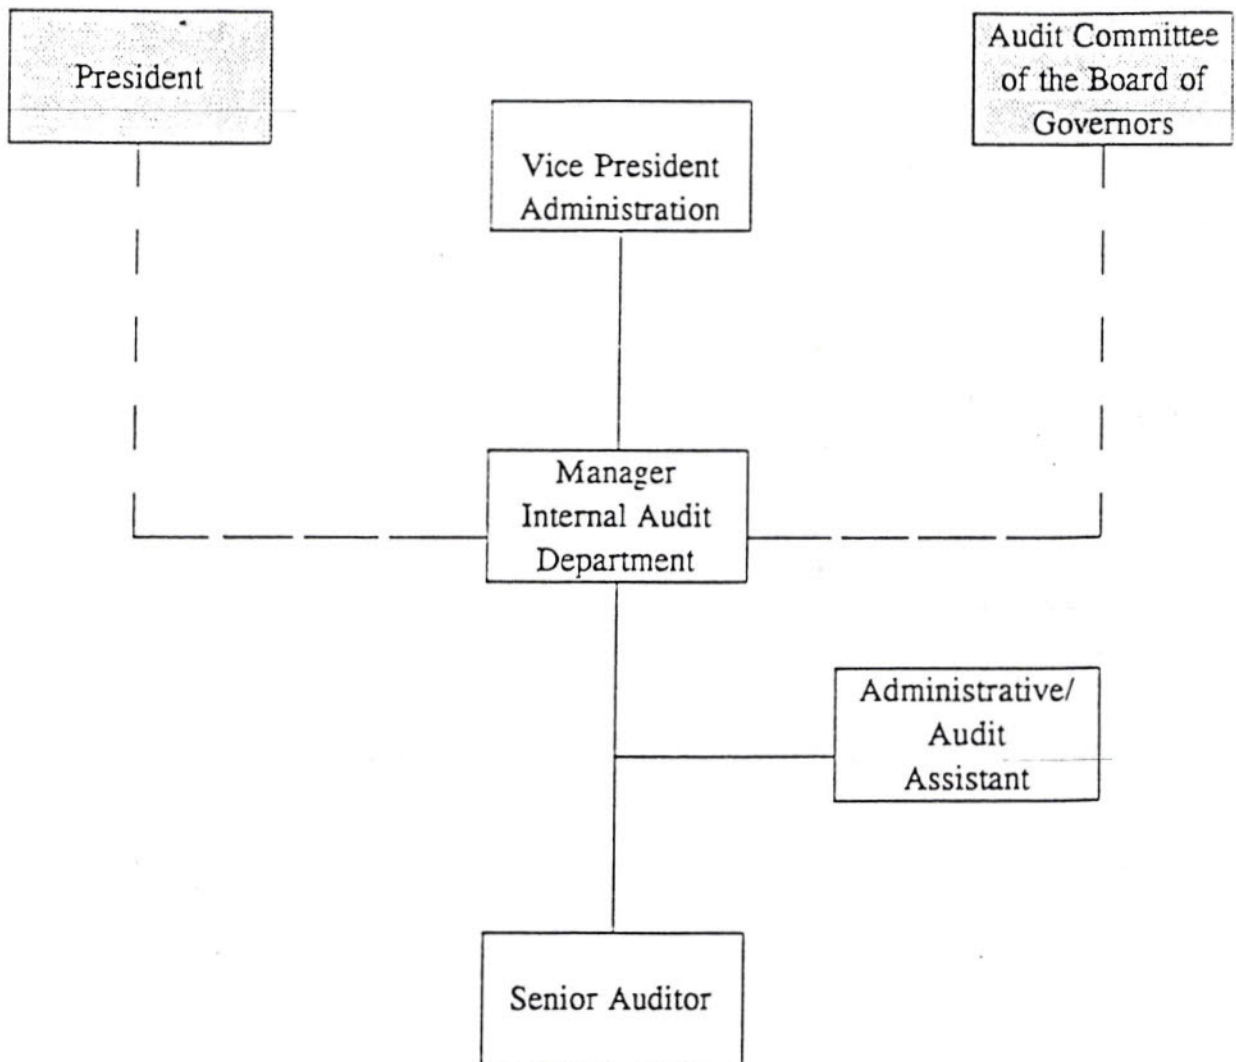 President
Audit Committee
of the Board of
Governors
Vice President
Administration
Manager
Internal Audit
Department
Administrative/
Audit
Assistant
Senior Auditor